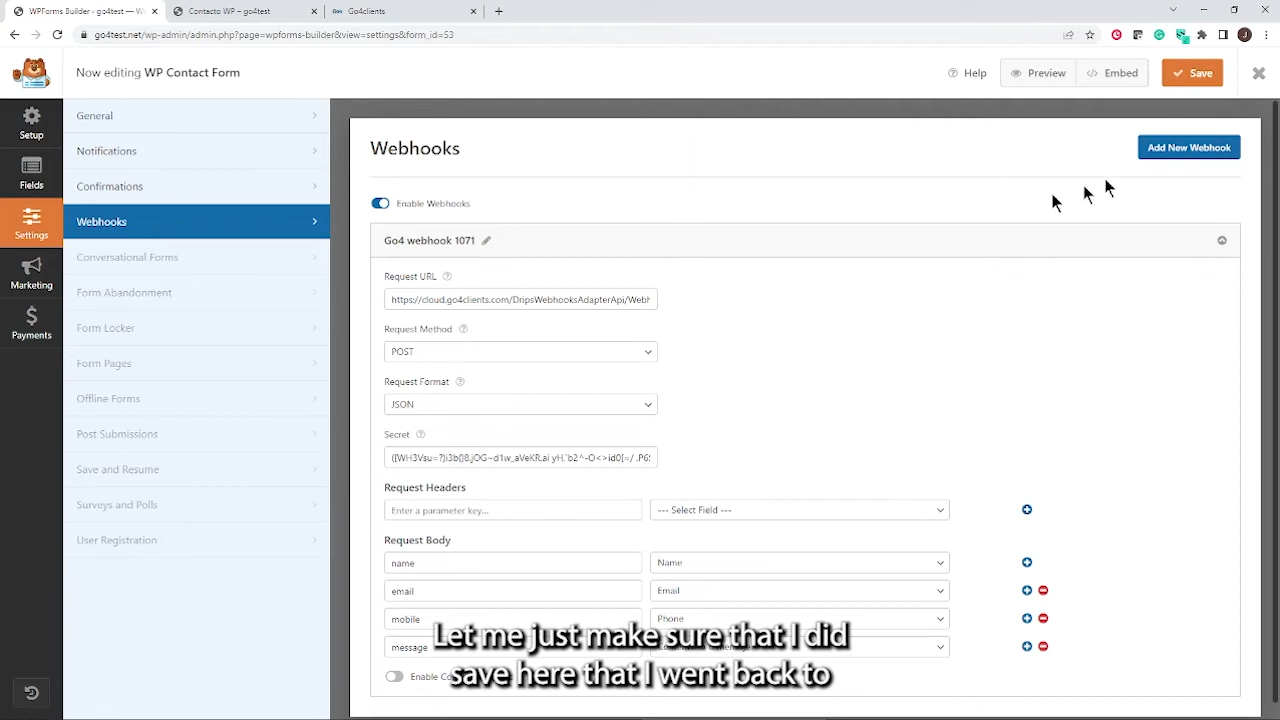 WPForms Builder - go4test — W
Contacto WP – go4test
Go4clients
go4test.net/wp-admin/admin.php?page=wpforms-builder&view=settings&form_id=53
J
Now editing WP Contact Form
Help
Preview
Embed
Save
Setup
Fields
Settings
Marketing
Payments
General
Notifications
Confirmations
Webhooks
Conversational Forms
Form Abandonment
Form Locker
Form Pages
Offline Forms
Post Submissions
Save and Resume
Surveys and Polls
User Registration
Webhooks
Add New Webhook
Enable Webhooks
Go4 webhook 1071
Request URL
https://cloud.go4clients.com/DripsWebhooksAdapterApi/Webh
Request Method
POST
Request Format
JSON
Secret
Request Headers
Enter a parameter key...
--- Select Field ---
Request Body
name
Name
email
Email
mobile
Phone
message
Enable Co
Let me just make sure that I did
save here that I went back to